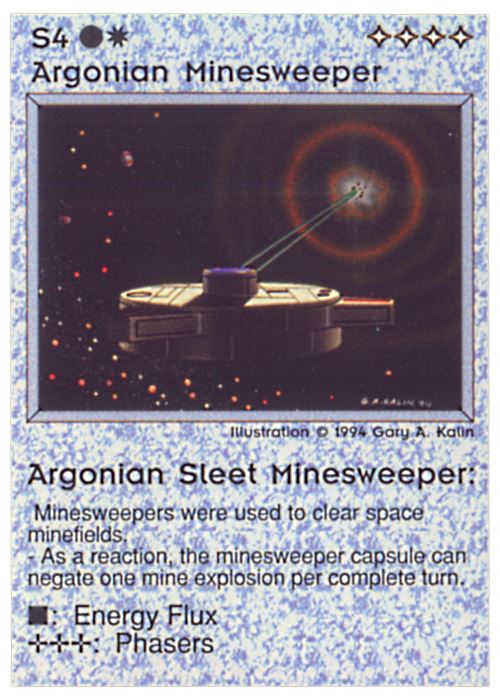 S4
Argonian Minesweeper
G.A.KALIN, 94
Illustration © 1994 Gary A. Kalin
Argonian Sleet Minesweeper:
Minesweepers were used to clear space
minefields.
- As a reaction, the minesweeper capsule can
negate one mine explosion per complete turn.
■: Energy Flux
✢✢✢: Phasers